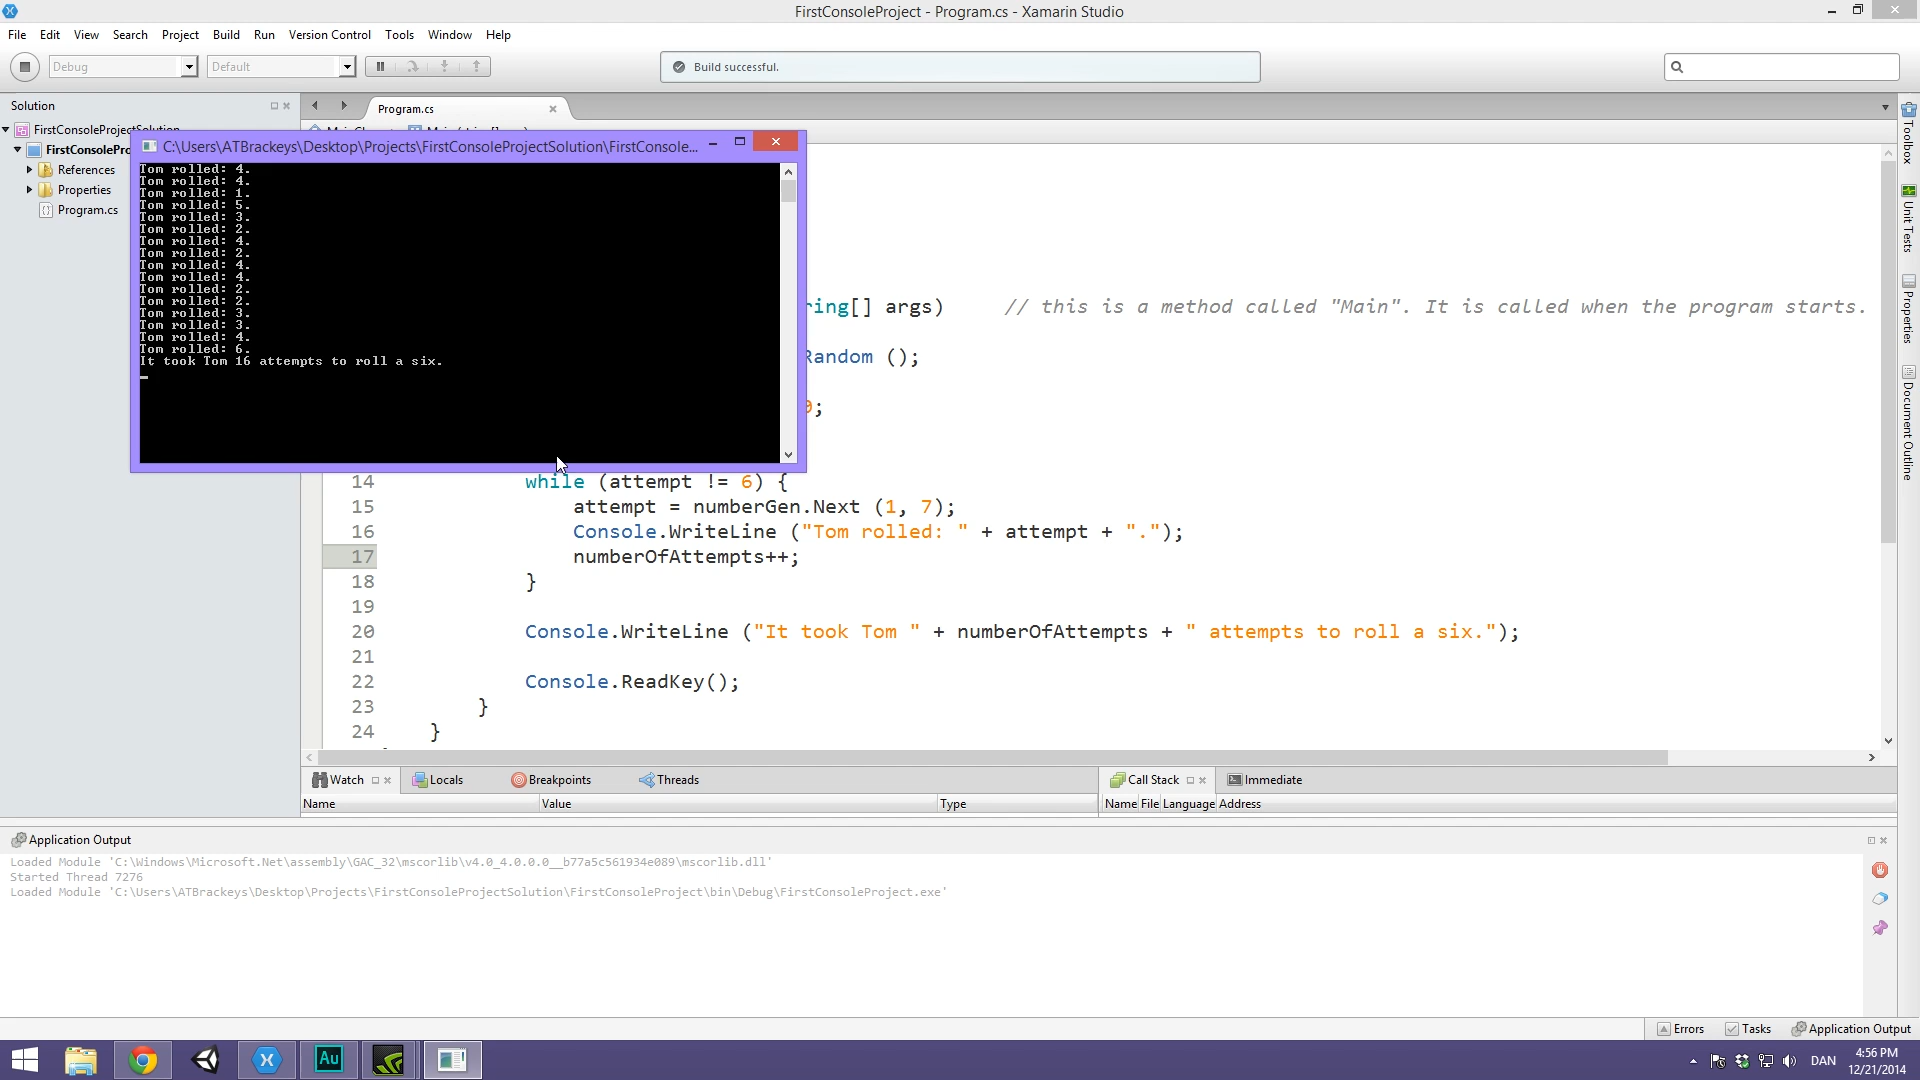 FirstConsoleProject - Program.cs - Xamarin Studio
File Edit View Search Project Build Run Version Control Tools Window Help
Debug Default Build successful.
Solution
Program.cs
FirstConsoleProjectSolution
FirstConsolePro
References
Properties
Program.cs
C:\Users\ATBrackeys\Desktop\Projects\FirstConsoleProjectSolution\FirstConsole...
Tom rolled: 4.
Tom rolled: 4.
Tom rolled: 1.
Tom rolled: 5.
Tom rolled: 3.
Tom rolled: 2.
Tom rolled: 4.
Tom rolled: 2.
Tom rolled: 4.
Tom rolled: 4.
Tom rolled: 2.
Tom rolled: 2.
Tom rolled: 3.
Tom rolled: 3.
Tom rolled: 4.
Tom rolled: 6.
It took Tom 16 attempts to roll a six.
ring[] args) // this is a method called "Main". It is called when the program starts.
Random ();
0;
14 while (attempt != 6) {
15 attempt = numberGen.Next (1, 7);
16 Console.WriteLine ("Tom rolled: " + attempt + ".");
17 numberOfAttempts++;
18 }
19
20 Console.WriteLine ("It took Tom " + numberOfAttempts + " attempts to roll a six.");
21
22 Console.ReadKey();
23 }
24 }
Toolbox
Unit Tests
Properties
Document Outline
Watch Locals Breakpoints Threads Call Stack Immediate
Name Value Type Name File Language Address
Application Output
Loaded Module 'C:\Windows\Microsoft.Net\assembly\GAC_32\mscorlib\v4.0_4.0.0.0__b77a5c561934e089\mscorlib.dll'
Started Thread 7276
Loaded Module 'C:\Users\ATBrackeys\Desktop\Projects\FirstConsoleProjectSolution\FirstConsoleProject\bin\Debug\FirstConsoleProject.exe'
Errors Tasks Application Output
Au
DAN
4:56 PM
12/21/2014